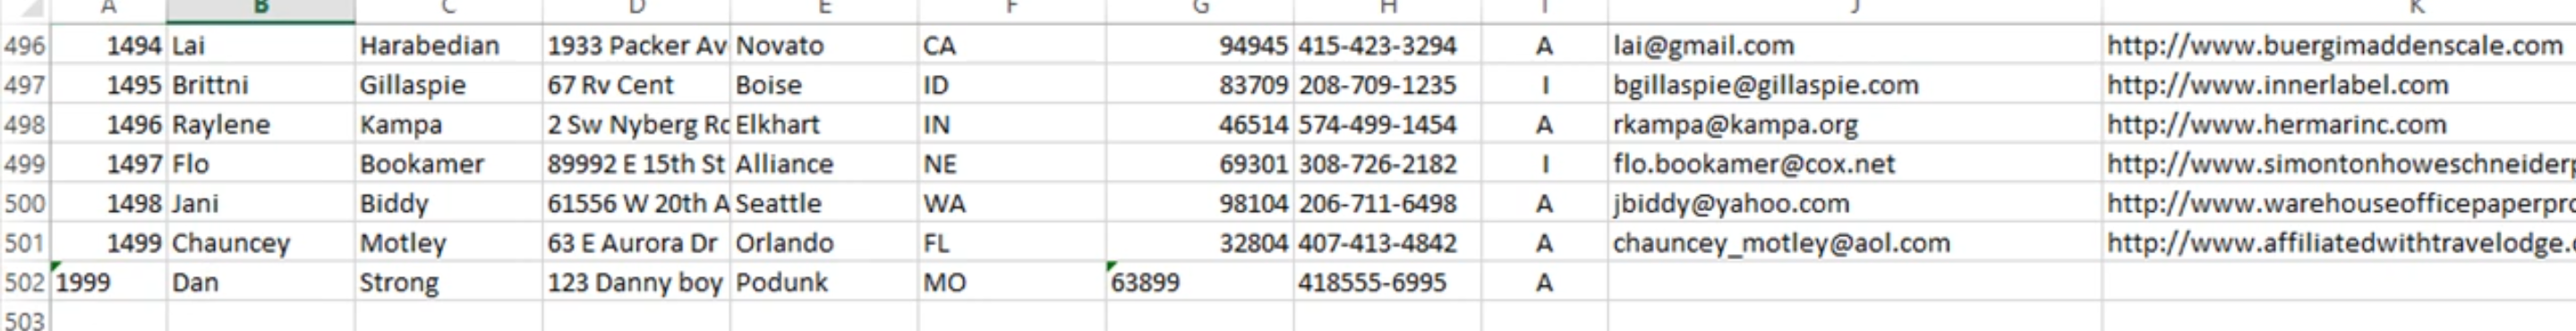 A B C D E F G H I J K
496 1494 Lai Harabedian 1933 Packer Av Novato CA 94945 415-423-3294 A lai@gmail.com http://www.buergimaddenscale.com
497 1495 Brittni Gillaspie 67 Rv Cent Boise ID 83709 208-709-1235 I bgillaspie@gillaspie.com http://www.innerlabel.com
498 1496 Raylene Kampa 2 Sw Nyberg Rd Elkhart IN 46514 574-499-1454 A rkampa@kampa.org http://www.hermarinc.com
499 1497 Flo Bookamer 89992 E 15th St Alliance NE 69301 308-726-2182 I flo.bookamer@cox.net http://www.simontonhoweschneiderp
500 1498 Jani Biddy 61556 W 20th A Seattle WA 98104 206-711-6498 A jbiddy@yahoo.com http://www.warehouseofficepaperpro
501 1499 Chauncey Motley 63 E Aurora Dr Orlando FL 32804 407-413-4842 A chauncey_motley@aol.com http://www.affiliatedwithtravelodge.c
502 1999 Dan Strong 123 Danny boy Podunk MO 63899 418555-6995 A
503